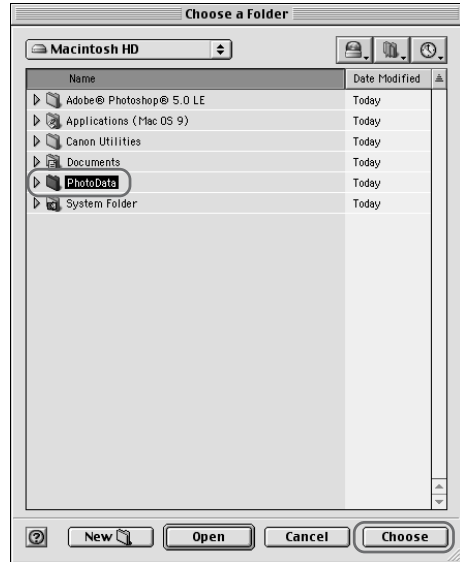 Choose a Folder
Macintosh HD
Name Date Modified
Adobe® Photoshop® 5.0 LE Today
Applications (Mac OS 9) Today
Canon Utilities Today
Documents Today
PhotoData Today
System Folder Today
? New Open Cancel Choose